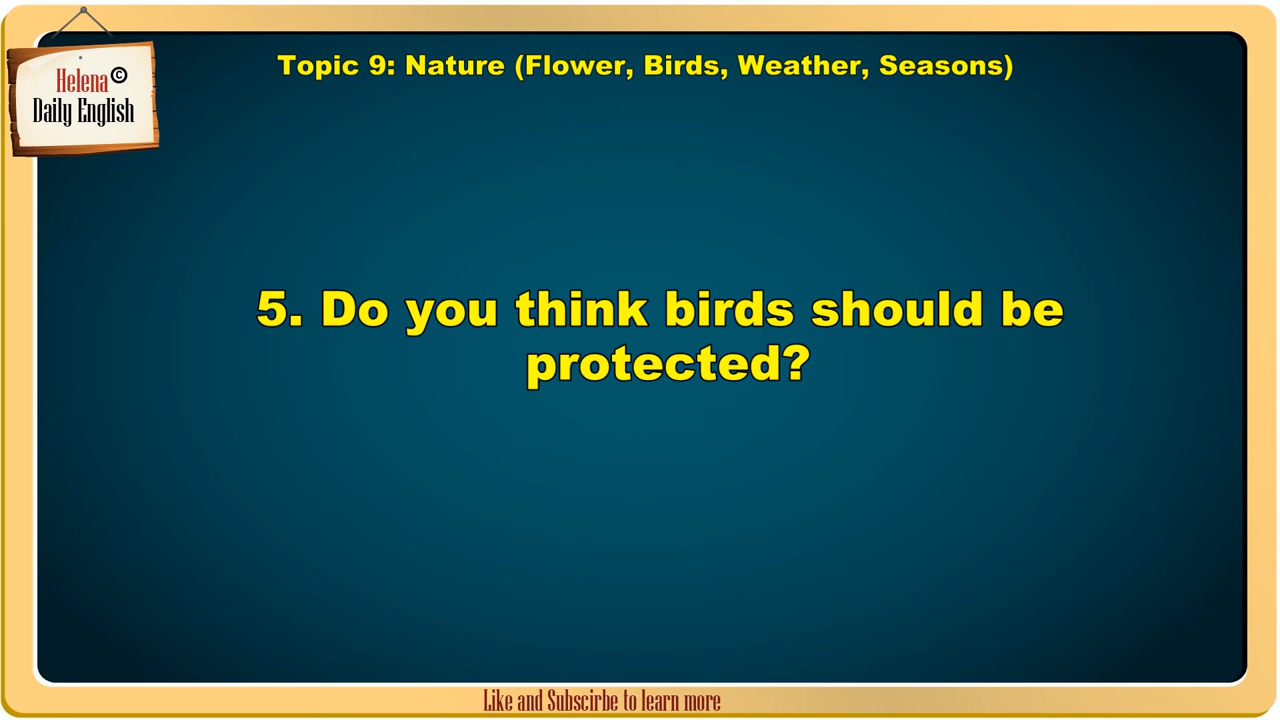 Topic 9: Nature (Flower, Birds, Weather, Seasons)
Helena ©
Daily English
5. Do you think birds should be
protected?
Like and Subscirbe to learn more